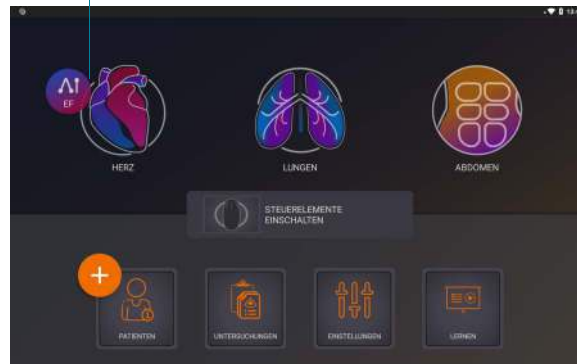 AI
EF
HERZ
LUNGEN
ABDOMEN
STEUERELEMENTE
EINSCHALTEN
PATIENTEN
UNTERSUCHUNGEN
EINSTELLUNGEN
LERNEN